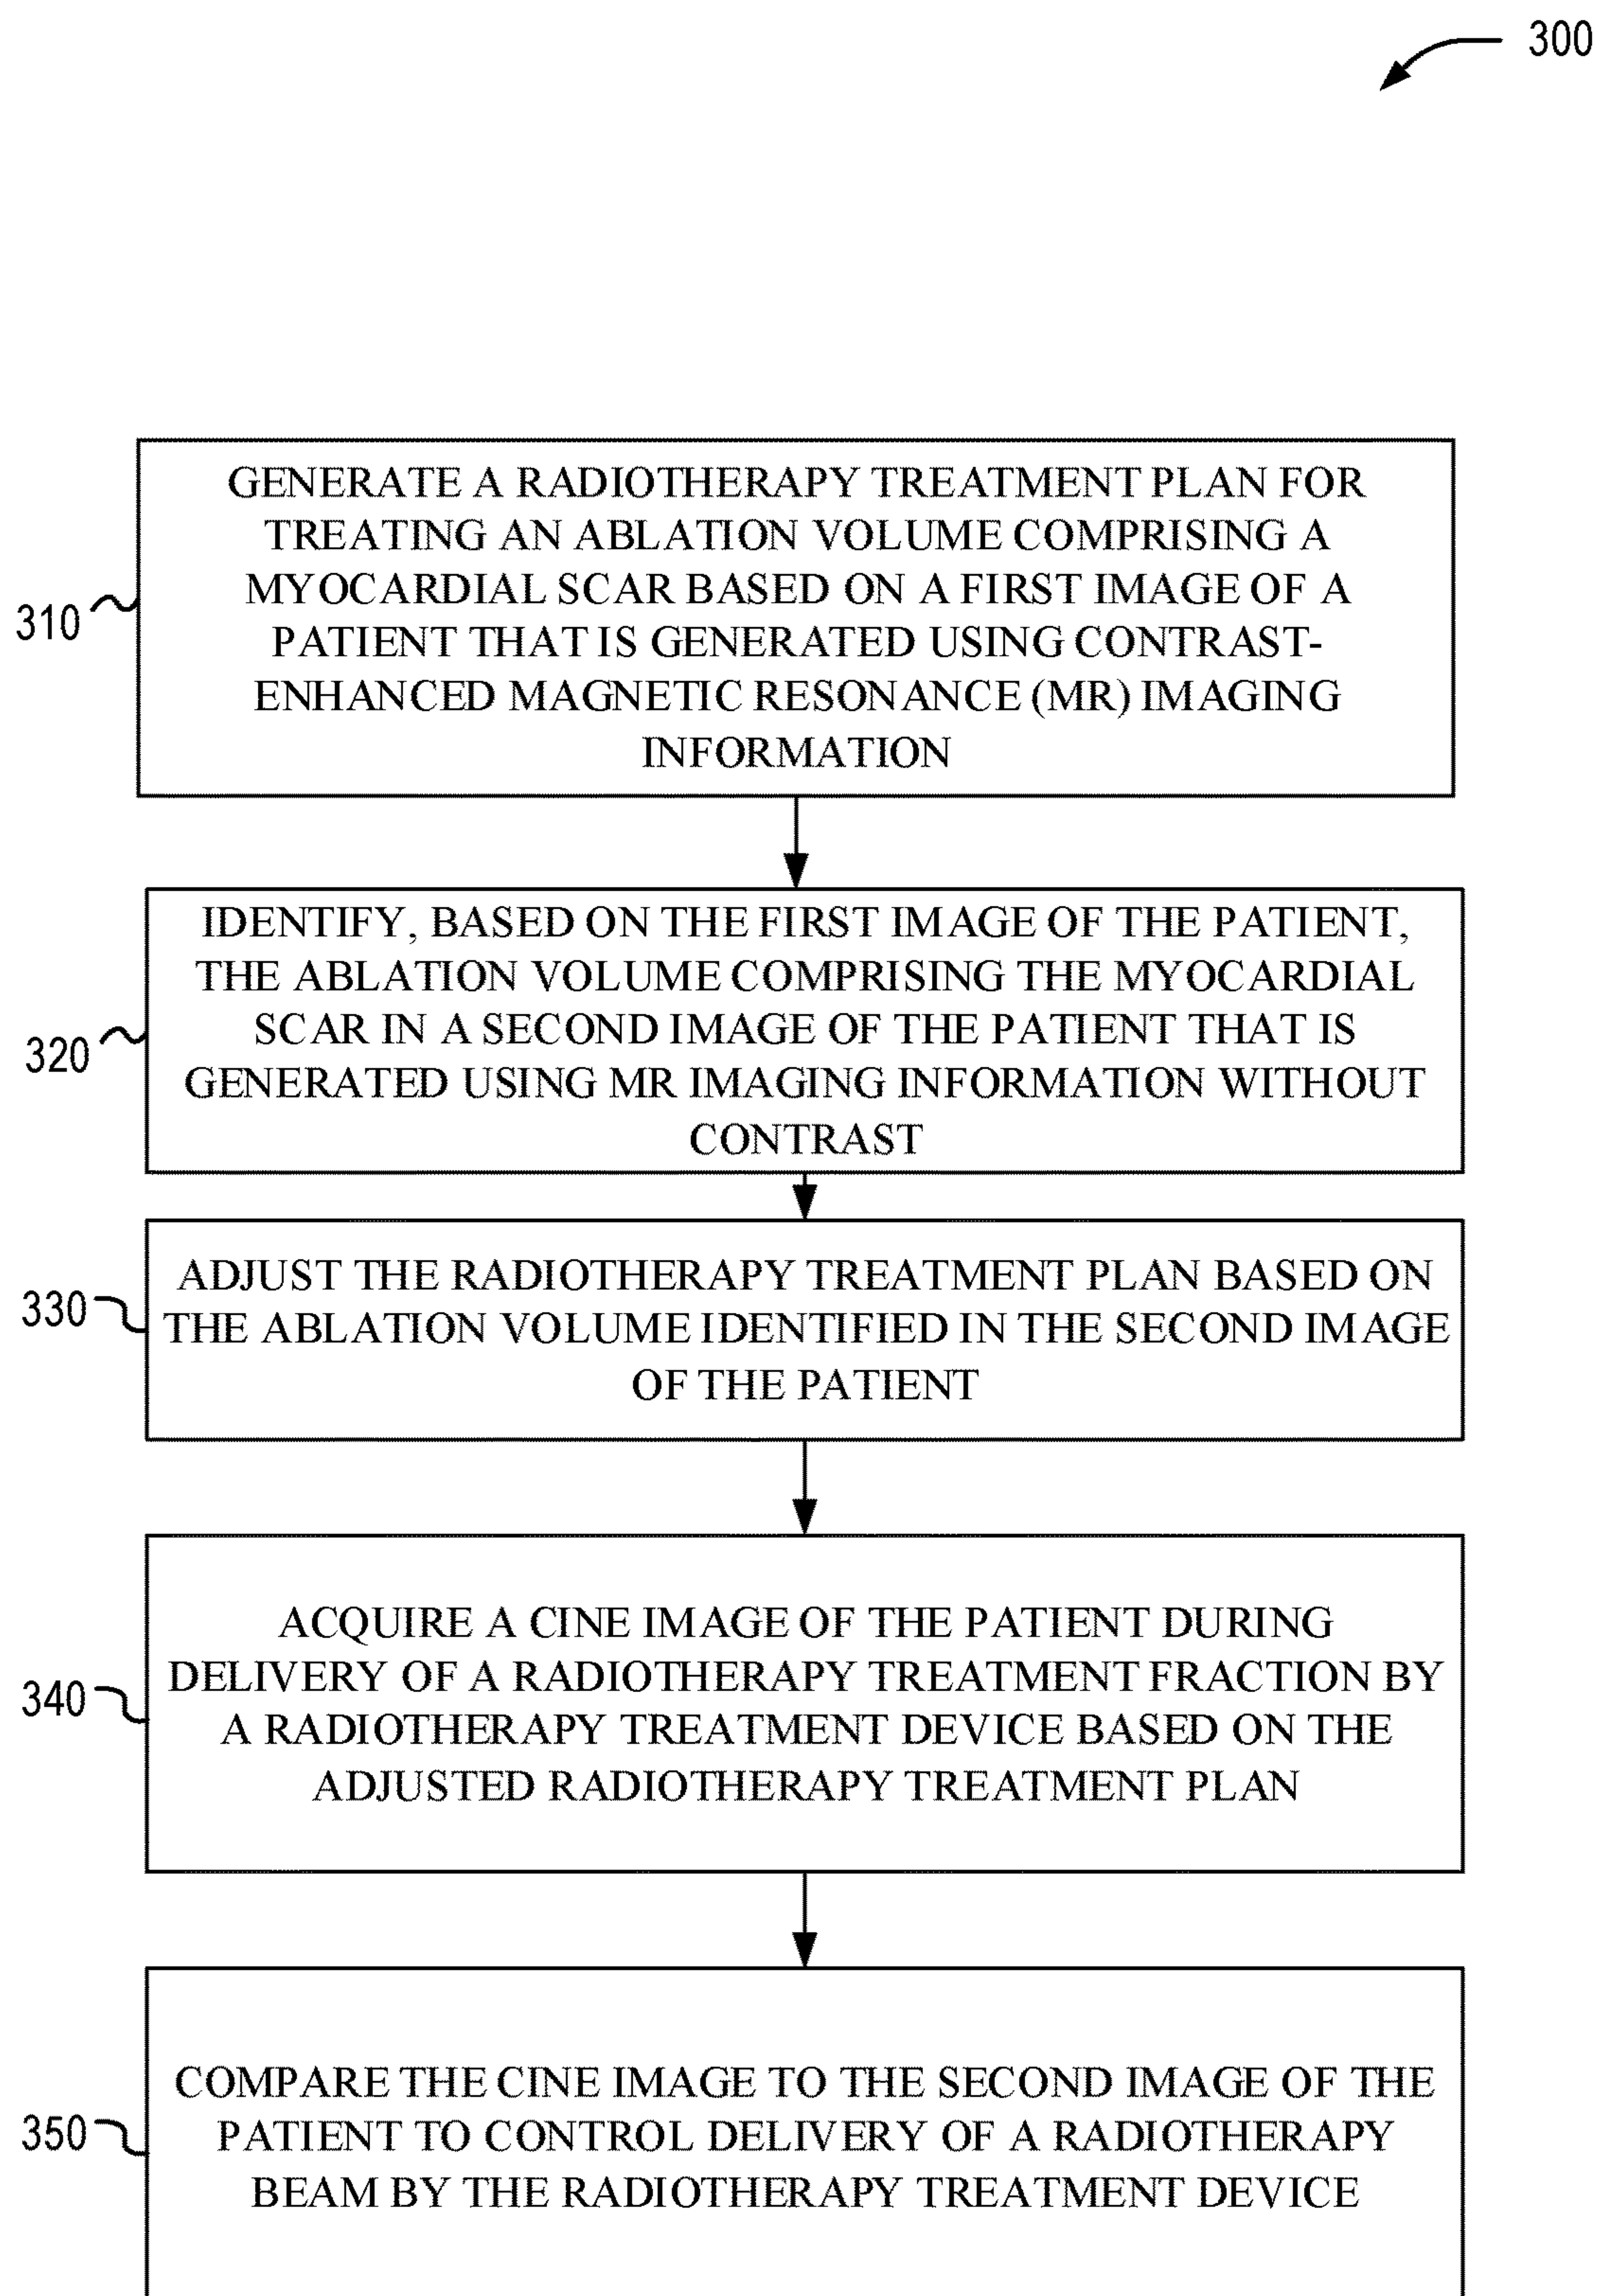 300
GENERATE A RADIOTHERAPY TREATMENT PLAN FOR
TREATING AN ABLATION VOLUME COMPRISING A
MYOCARDIAL SCAR BASED ON A FIRST IMAGE OF A
PATIENT THAT IS GENERATED USING CONTRAST-
ENHANCED MAGNETIC RESONANCE (MR) IMAGING
INFORMATION
310
IDENTIFY, BASED ON THE FIRST IMAGE OF THE PATIENT,
THE ABLATION VOLUME COMPRISING THE MYOCARDIAL
SCAR IN A SECOND IMAGE OF THE PATIENT THAT IS
GENERATED USING MR IMAGING INFORMATION WITHOUT
CONTRAST
320
ADJUST THE RADIOTHERAPY TREATMENT PLAN BASED ON
THE ABLATION VOLUME IDENTIFIED IN THE SECOND IMAGE
OF THE PATIENT
330
ACQUIRE A CINE IMAGE OF THE PATIENT DURING
DELIVERY OF A RADIOTHERAPY TREATMENT FRACTION BY
A RADIOTHERAPY TREATMENT DEVICE BASED ON THE
ADJUSTED RADIOTHERAPY TREATMENT PLAN
340
COMPARE THE CINE IMAGE TO THE SECOND IMAGE OF THE
PATIENT TO CONTROL DELIVERY OF A RADIOTHERAPY
BEAM BY THE RADIOTHERAPY TREATMENT DEVICE
350